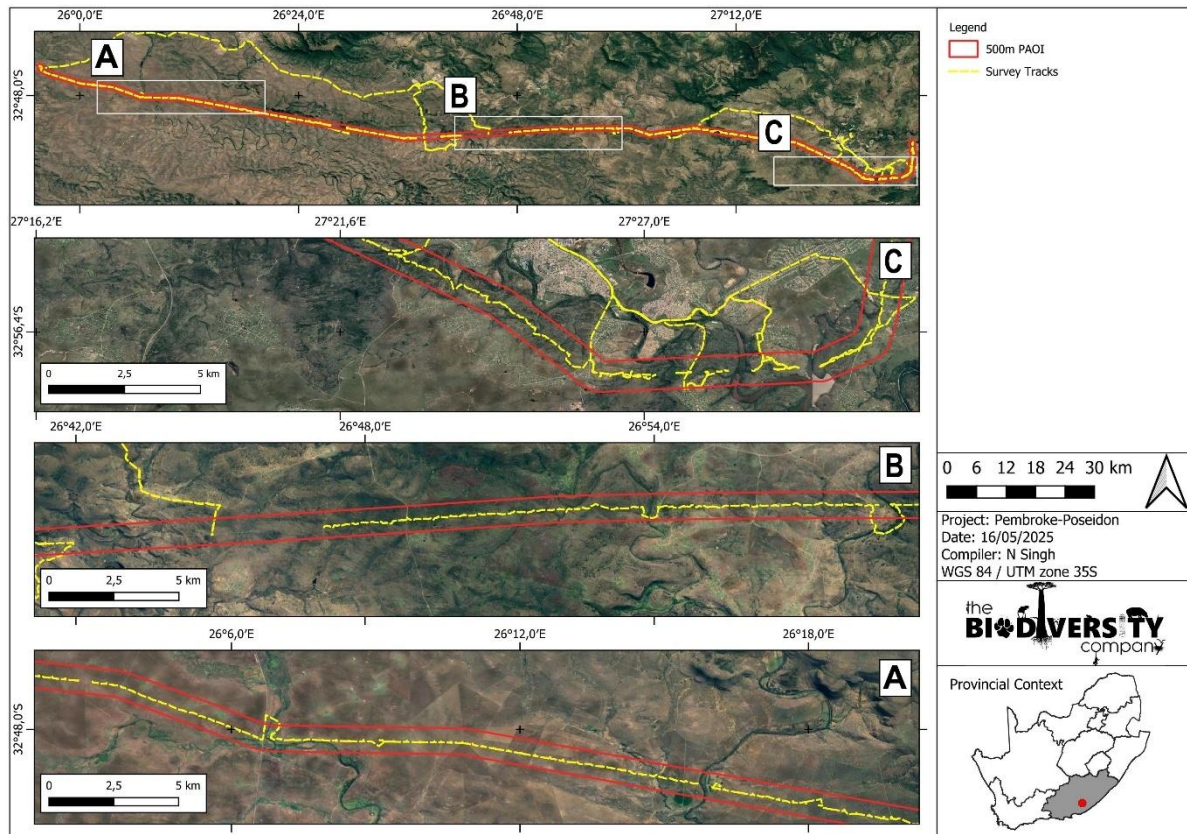 26°0,0'E 26°24,0'E 26°48,0'E 27°12,0'E
32°48,0'S
A
B
C
27°16,2'E 27°21,6'E 27°27,0'E
32°56,4'S
C
0 2,5 5 km
26°42,0'E 26°48,0'E 26°54,0'E
B
0 2,5 5 km
26°6,0'E 26°12,0'E 26°18,0'E
32°48,0'S
A
0 2,5 5 km
Legend
500m PAOI
Survey Tracks
0 6 12 18 24 30 km
Project: Pembroke-Poseidon
Date: 16/05/2025
Compiler: N Singh
WGS 84 / UTM zone 35S
the
BIODIVERSITY
company
Provincial Context